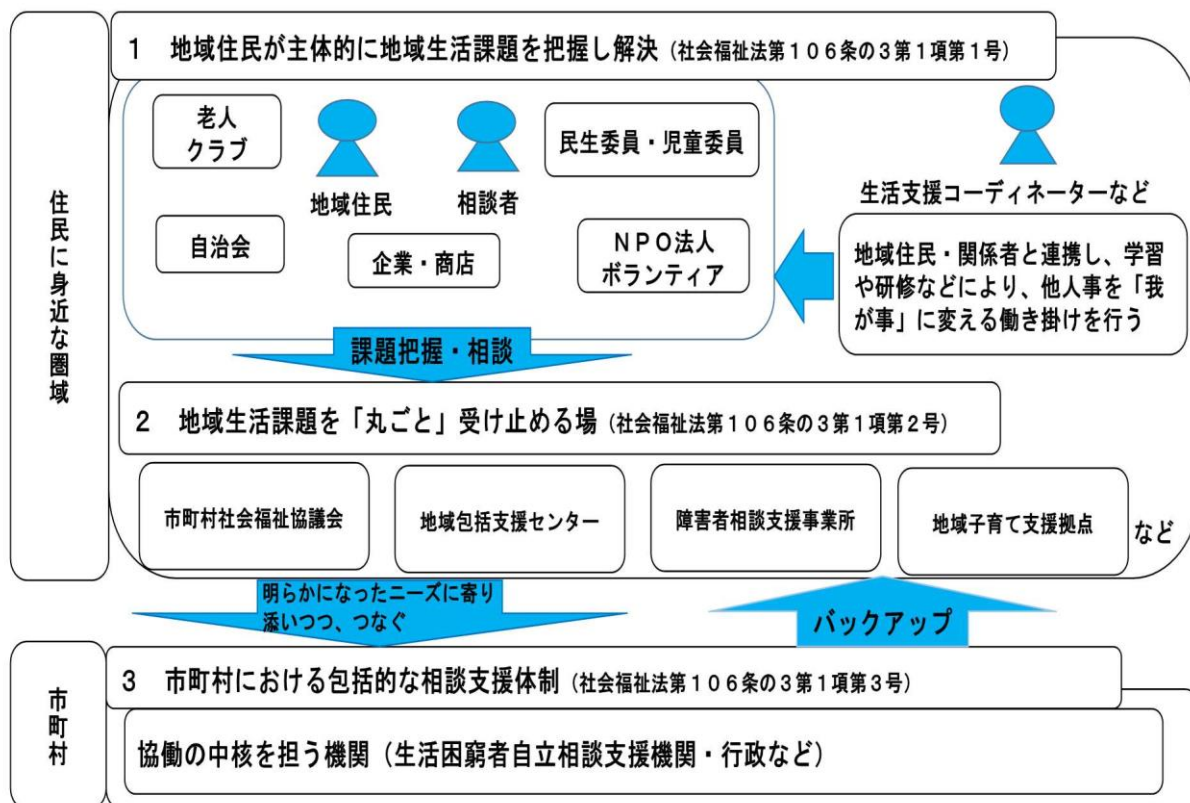 住民に身近な圏域
1　地域住民が主体的に地域生活課題を把握し解決（社会福祉法第１０６条の３第１項第１号）
老人
クラブ
地域住民
相談者
民生委員・児童委員
自治会
企業・商店
ＮＰＯ法人
ボランティア
生活支援コーディネーターなど
地域住民・関係者と連携し、学習
や研修などにより、他人事を「我
が事」に変える働き掛けを行う
課題把握・相談
2　地域生活課題を「丸ごと」受け止める場（社会福祉法第１０６条の３第１項第２号）
市町村社会福祉協議会
地域包括支援センター
障害者相談支援事業所
地域子育て支援拠点
など
明らかになったニーズに寄り
添いつつ、つなぐ
バックアップ
市町村
3　市町村における包括的な相談支援体制（社会福祉法第１０６条の３第１項第３号）
協働の中核を担う機関（生活困窮者自立相談支援機関・行政など）